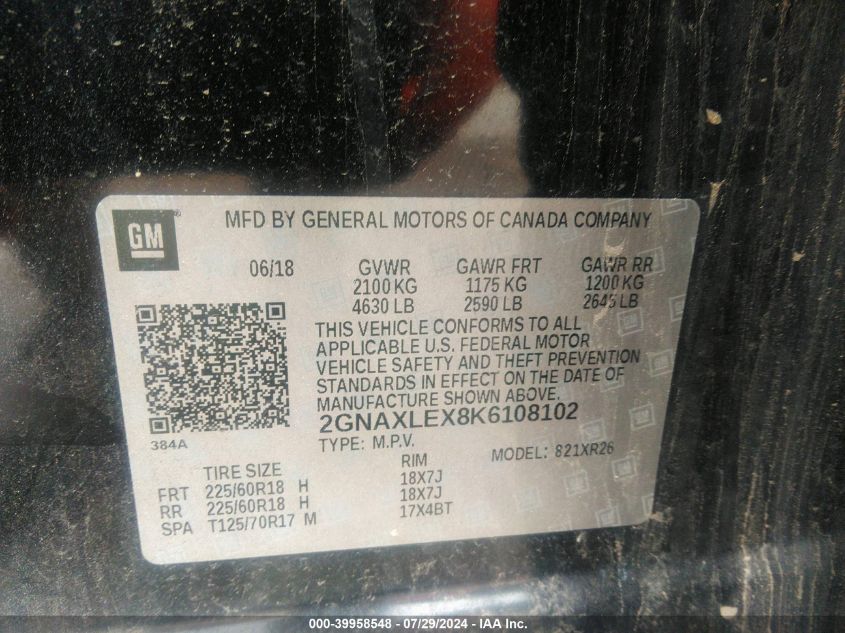 GM®
MFD BY GENERAL MOTORS OF CANADA COMPANY
06/18 GVWR GAWR FRT GAWR RR
2100 KG 1175 KG 1200 KG
4630 LB 2590 LB 2645 LB
THIS VEHICLE CONFORMS TO ALL
APPLICABLE U.S. FEDERAL MOTOR
VEHICLE SAFETY AND THEFT PREVENTION
STANDARDS IN EFFECT ON THE DATE OF
MANUFACTURE SHOWN ABOVE.
2GNAXLEX8K6108102
384A
TYPE: M.P.V. MODEL: 821XR26
TIRE SIZE RIM
FRT 225/60R18 H 18X7J
RR 225/60R18 H 18X7J
SPA T125/70R17 M 17X4BT
000-39958548 - 07/29/2024 - IAA Inc.